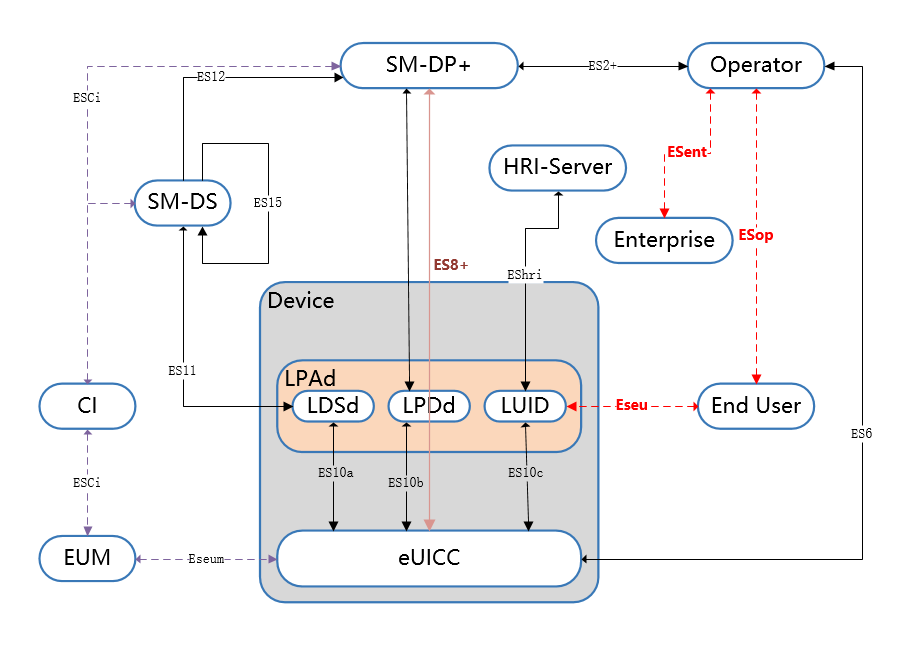 SM-DP+
ES2+
Operator
ES12
ESCi
ESent
HRI-Server
SM-DS
ES15
Enterprise
ESop
ES8+
EShri
Device
ES11
LPAd
CI
LDSd
LPDd
LUID
Eseu
End User
ES6
ES10a
ES10b
ES10c
ESCi
EUM
Eseum
eUICC